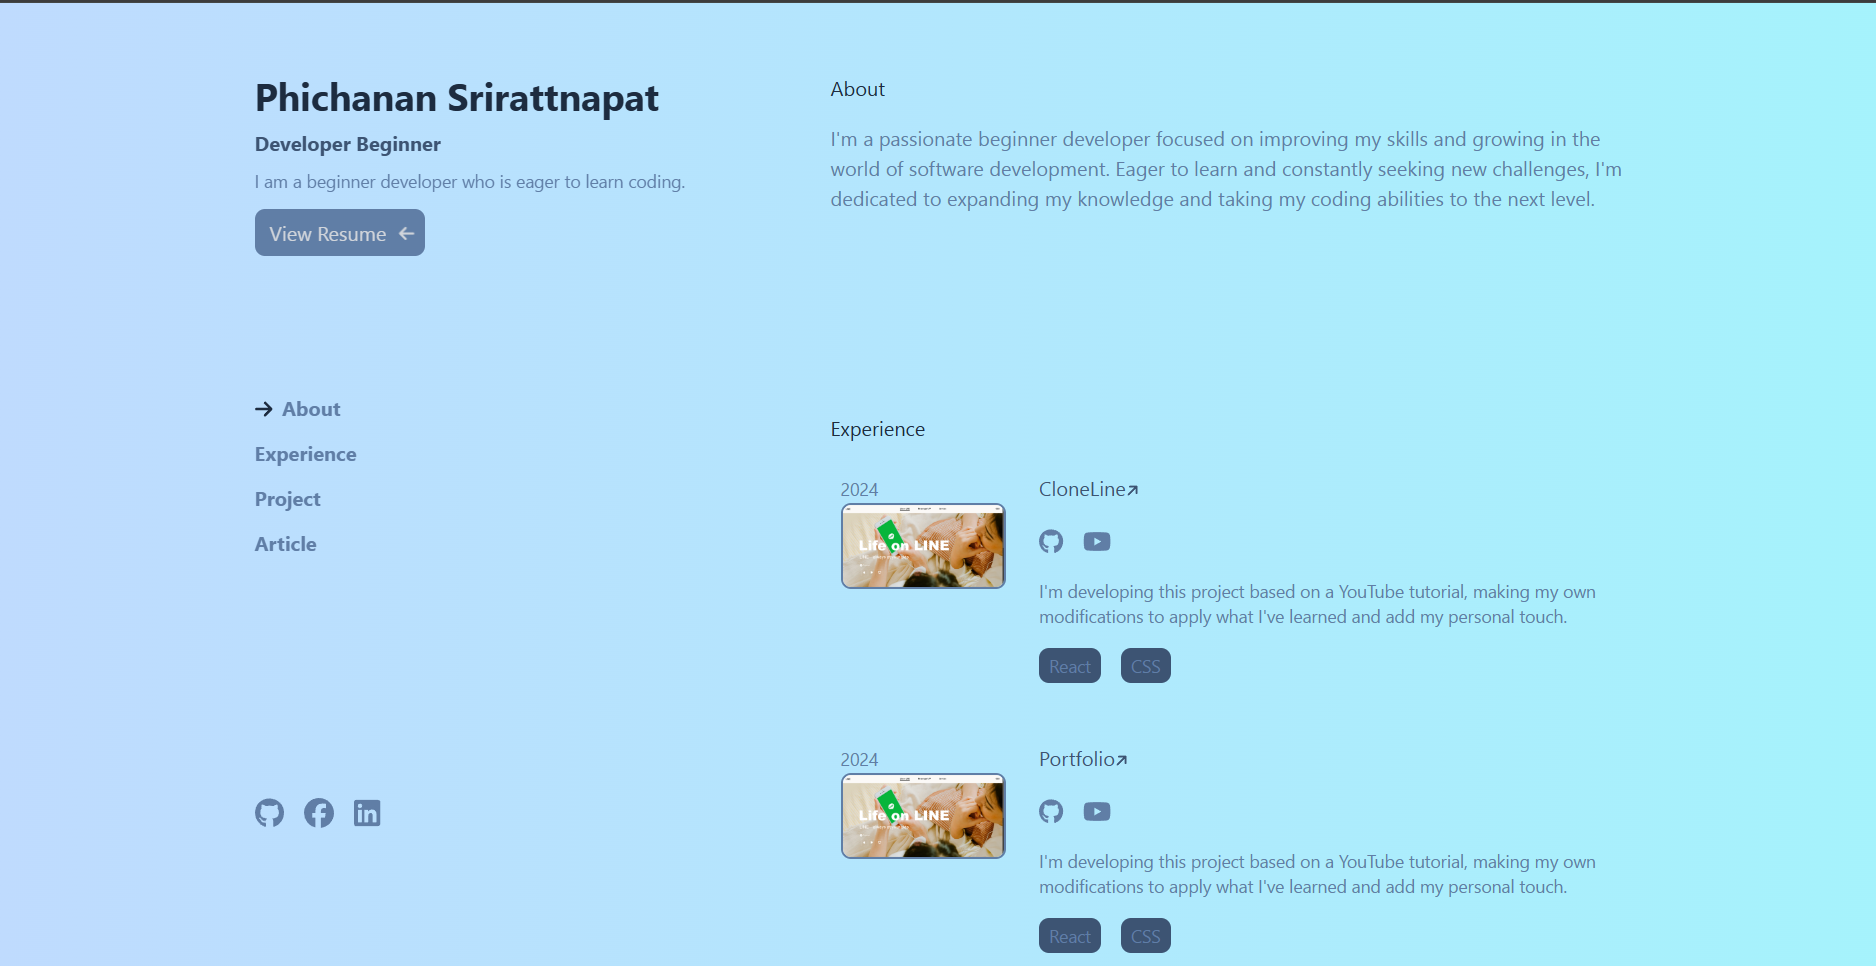 Phichanan Srirattnapat
Developer Beginner
I am a beginner developer who is eager to learn coding.
View Resume
About
Experience
Project
Article
About
I'm a passionate beginner developer focused on improving my skills and growing in the
world of software development. Eager to learn and constantly seeking new challenges, I'm
dedicated to expanding my knowledge and taking my coding abilities to the next level.
Experience
2024
Life on LINE
CloneLine
I'm developing this project based on a YouTube tutorial, making my own
modifications to apply what I've learned and add my personal touch.
React
CSS
2024
Life on LINE
Portfolio
I'm developing this project based on a YouTube tutorial, making my own
modifications to apply what I've learned and add my personal touch.
React
CSS